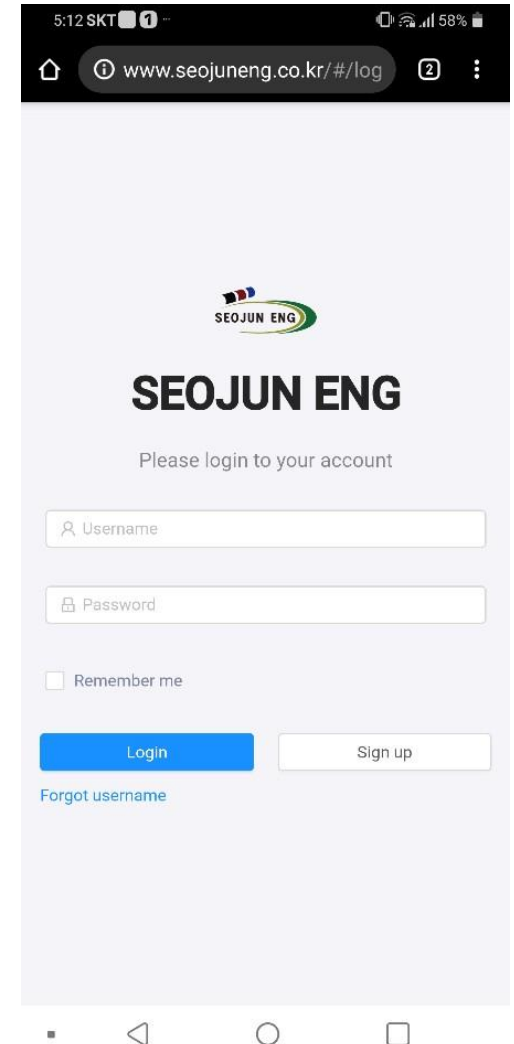 5:12 SKT 1
58%
www.seojuneng.co.kr/#/log
2
SEOJUN ENG
SEOJUN ENG
Please login to your account
Username
Password
Remember me
Login
Sign up
Forgot username